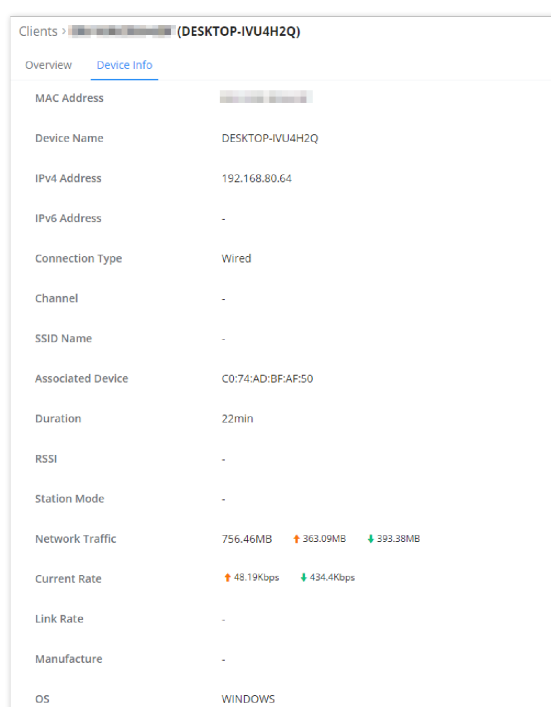 Clients > (DESKTOP-IVU4H2Q)
Overview Device Info
MAC Address
Device Name DESKTOP-IVU4H2Q
IPv4 Address 192.168.80.64
IPv6 Address -
Connection Type Wired
Channel -
SSID Name -
Associated Device C0:74:AD:BF:AF:50
Duration 22min
RSSI -
Station Mode -
Network Traffic 756.46MB ↑ 363.09MB ↓ 393.38MB
Current Rate ↑ 48.19Kbps ↓ 434.4Kbps
Link Rate -
Manufacture -
OS WINDOWS